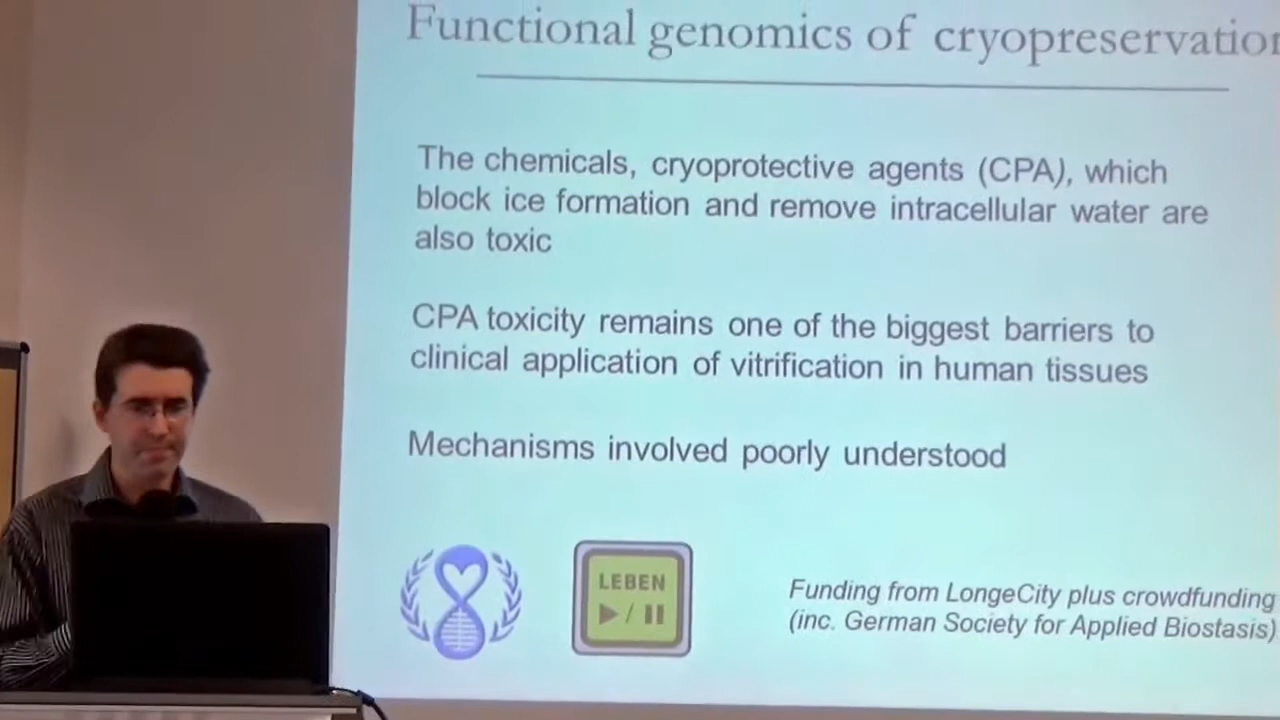 Functional genomics of cryopreservation
The chemicals, cryoprotective agents (CPA), which
block ice formation and remove intracellular water are
also toxic
CPA toxicity remains one of the biggest barriers to
clinical application of vitrification in human tissues
Mechanisms involved poorly understood
LEBEN
Funding from LongeCity plus crowdfunding
(inc. German Society for Applied Biostasis)